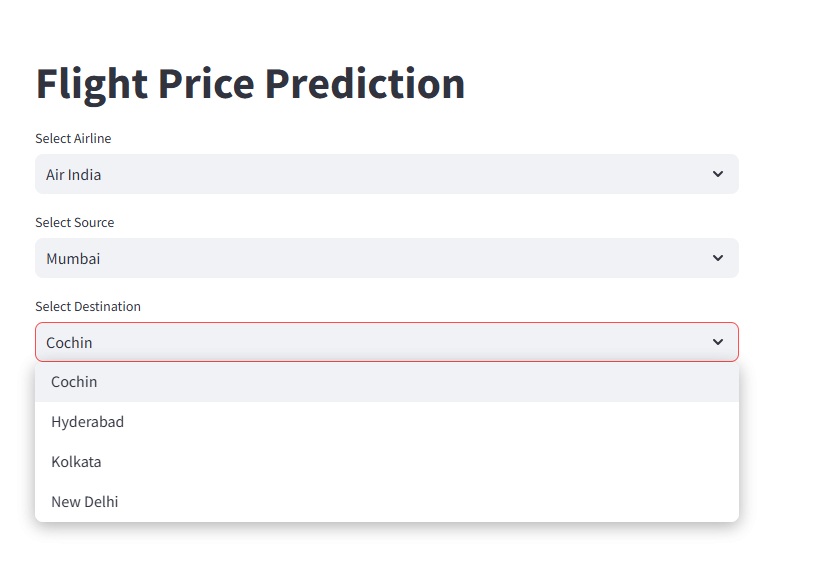 Flight Price Prediction
Select Airline
Air India
Select Source
Mumbai
Select Destination
Cochin
Cochin
Hyderabad
Kolkata
New Delhi